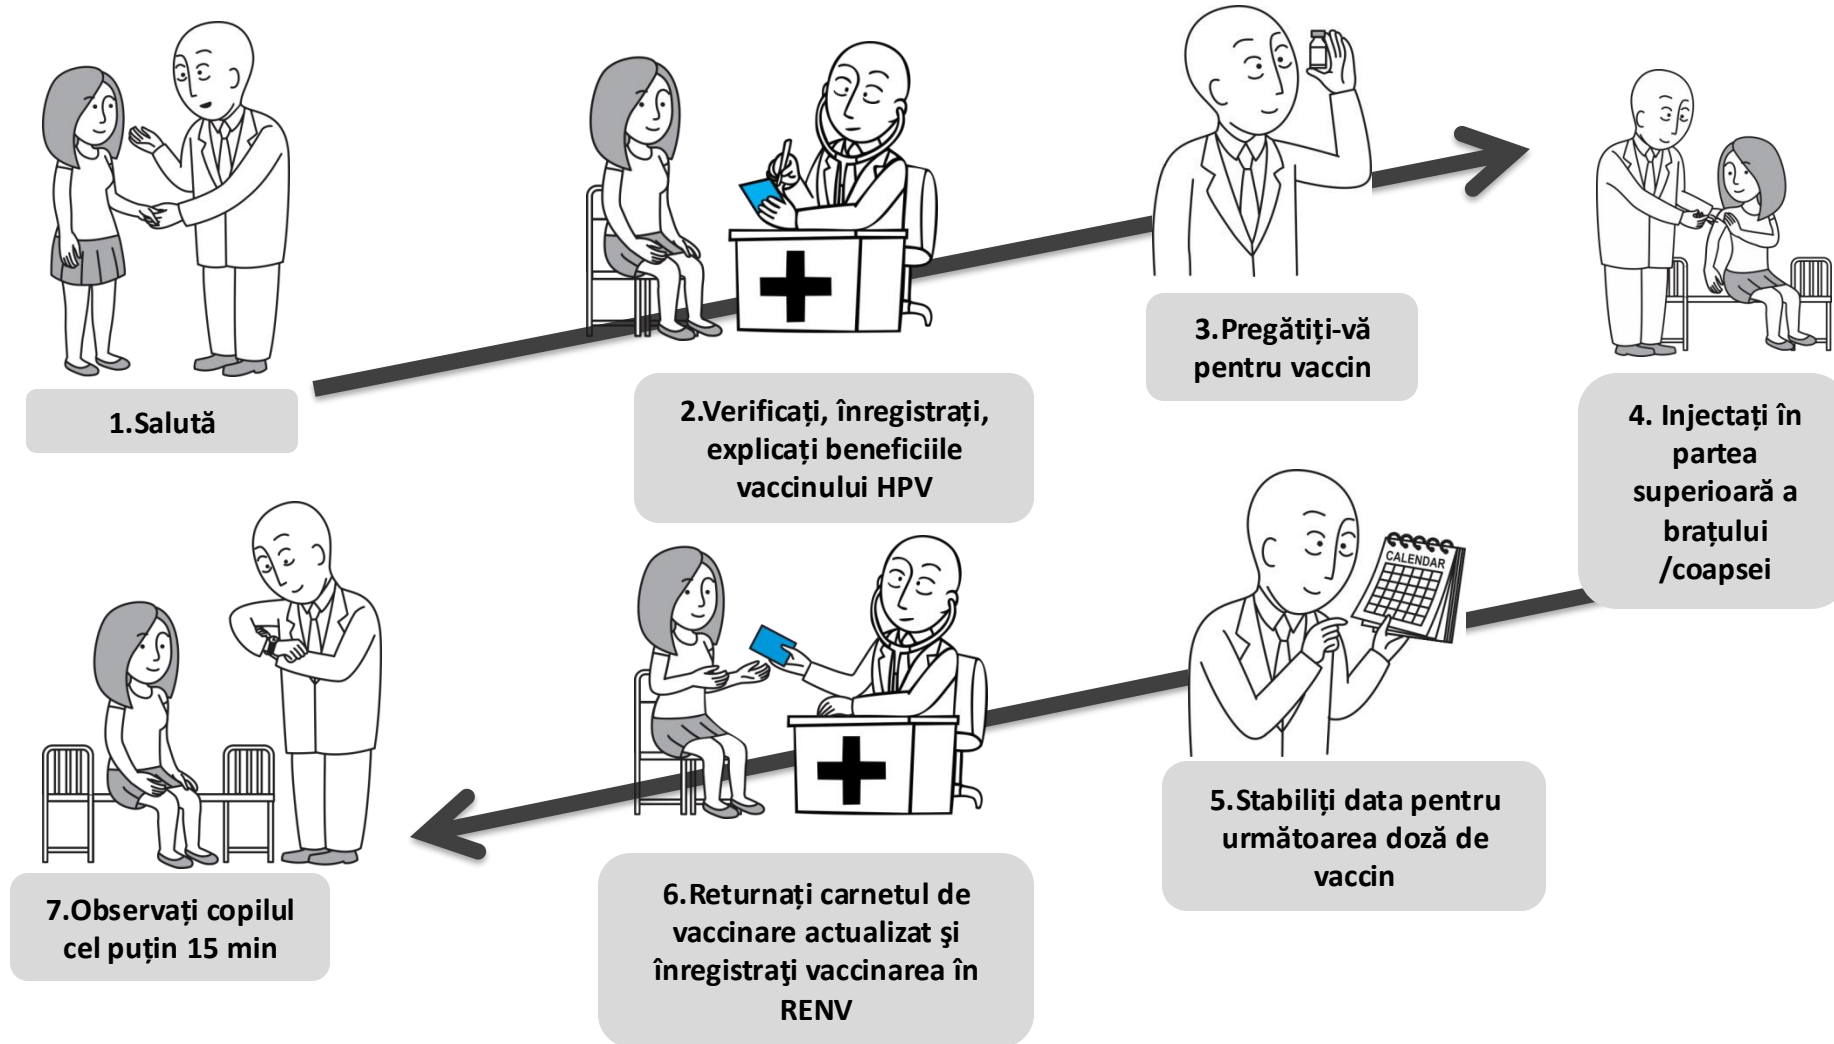 1.Salută
2.Verificați, înregistrați,
explicați beneficiile
vaccinului HPV
3.Pregătiți-vă
pentru vaccin
4. Injectați în
partea
superioară a
brațului
/coapsei
CALENDAR
5.Stabiliți data pentru
următoarea doză de
vaccin
6.Returnați carnetul de
vaccinare actualizat şi
înregistraţi vaccinarea în
RENV
7.Observați copilul
cel puțin 15 min